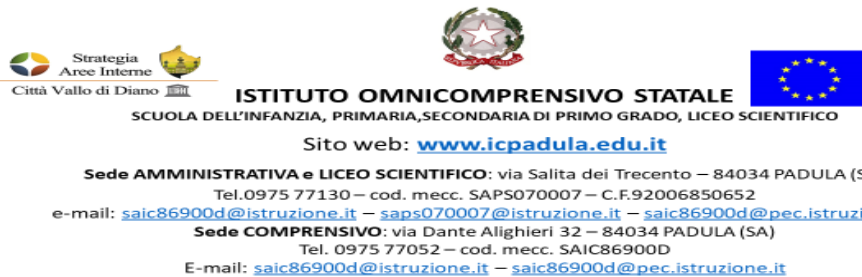 Strategia
Aree Interne
Città Vallo di Diano
ISTITUTO OMNICOMPRENSIVO STATALE
SCUOLA DELL'INFANZIA, PRIMARIA,SECONDARIA DI PRIMO GRADO, LICEO SCIENTIFICO
Sito web: www.icpadula.edu.it
Sede AMMINISTRATIVA e LICEO SCIENTIFICO: via Salita dei Trecento – 84034 PADULA (S
Tel.0975 77130 – cod. mecc. SAPS070007 – C.F.92006850652
e-mail: saic86900d@istruzione.it – saps070007@istruzione.it – saic86900d@pec.istruzi
Sede COMPRENSIVO: via Dante Alighieri 32 – 84034 PADULA (SA)
Tel. 0975 77052 – cod. mecc. SAIC86900D
E-mail: saic86900d@istruzione.it – saic86900d@pec.istruzione.it